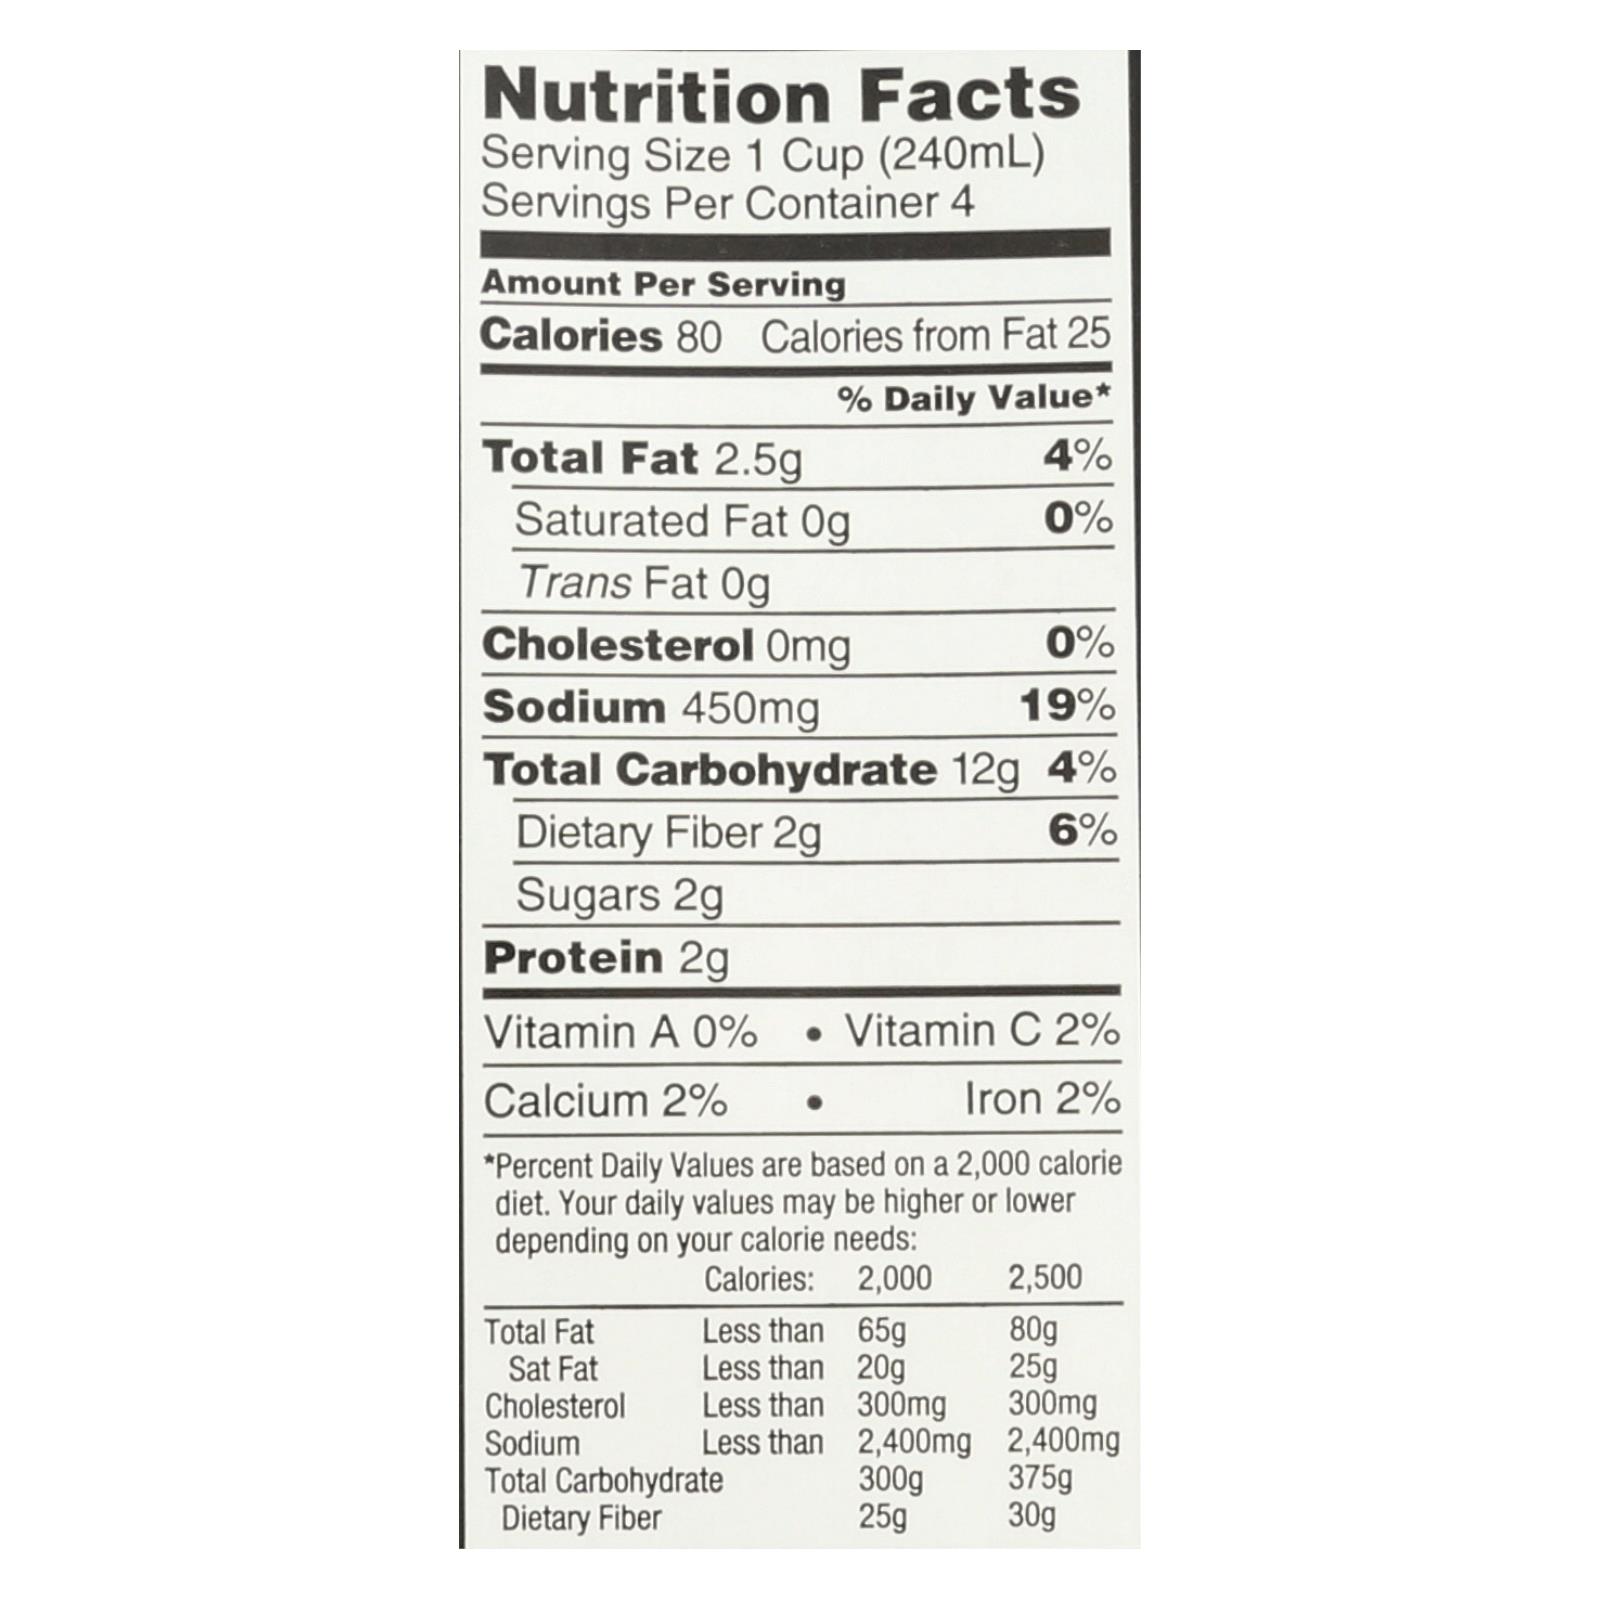 Nutrition Facts
Serving Size 1 Cup (240mL)
Servings Per Container 4
Amount Per Serving
Calories 80 Calories from Fat 25
% Daily Value*
Total Fat 2.5g 4%
Saturated Fat 0g 0%
Trans Fat 0g
Cholesterol 0mg 0%
Sodium 450mg 19%
Total Carbohydrate 12g 4%
Dietary Fiber 2g 6%
Sugars 2g
Protein 2g
Vitamin A 0% • Vitamin C 2%
Calcium 2% • Iron 2%
*Percent Daily Values are based on a 2,000 calorie
diet. Your daily values may be higher or lower
depending on your calorie needs:
Calories: 2,000 2,500
Total Fat Less than 65g 80g
Sat Fat Less than 20g 25g
Cholesterol Less than 300mg 300mg
Sodium Less than 2,400mg 2,400mg
Total Carbohydrate 300g 375g
Dietary Fiber 25g 30g